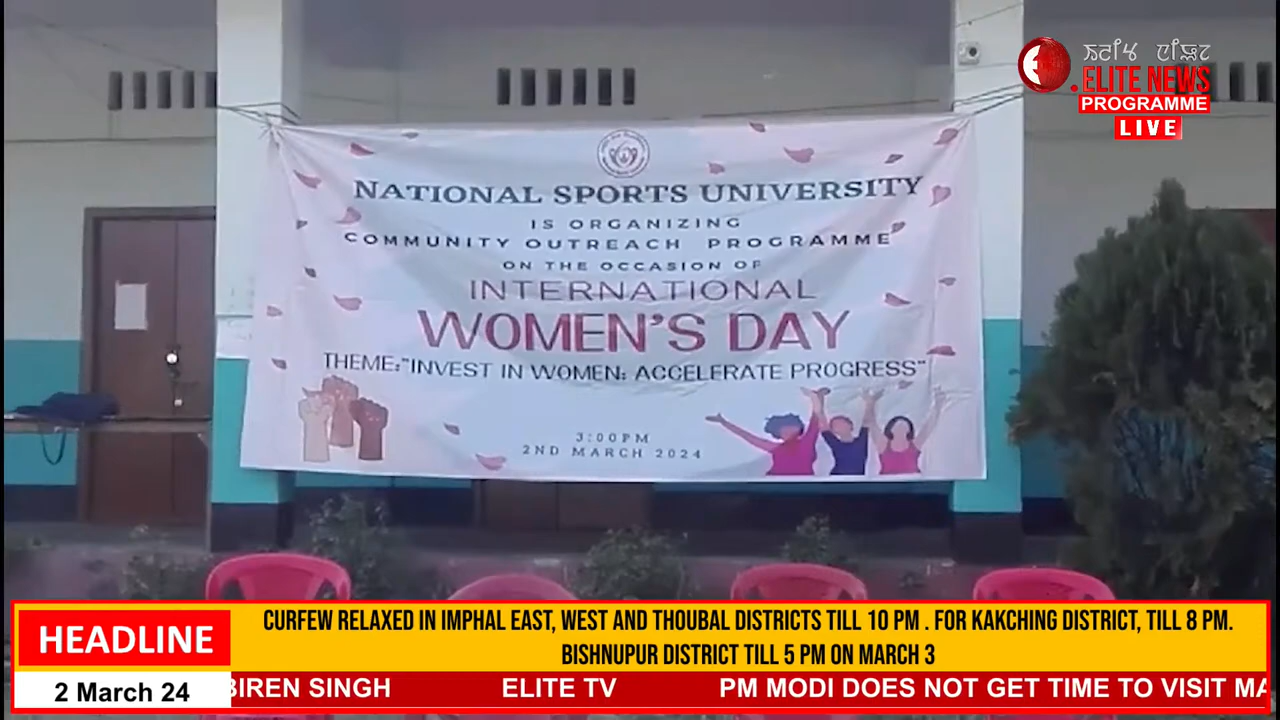 ꯏꯂꯥꯏꯠ ꯇꯤꯚꯤ
ELITE NEWS
PROGRAMME
LIVE
NATIONAL SPORTS UNIVERSITY
IS ORGANIZING
COMMUNITY OUTREACH PROGRAMME
ON THE OCCASION OF
INTERNATIONAL
WOMEN'S DAY
THEME:"INVEST IN WOMEN: ACCELERATE PROGRESS"
3:00PM
2ND MARCH 2024
HEADLINE
CURFEW RELAXED IN IMPHAL EAST, WEST AND THOUBAL DISTRICTS TILL 10 PM . FOR KAKCHING DISTRICT, TILL 8 PM.
BISHNUPUR DISTRICT TILL 5 PM ON MARCH 3
2 March 24
BIREN SINGH ELITE TV PM MODI DOES NOT GET TIME TO VISIT